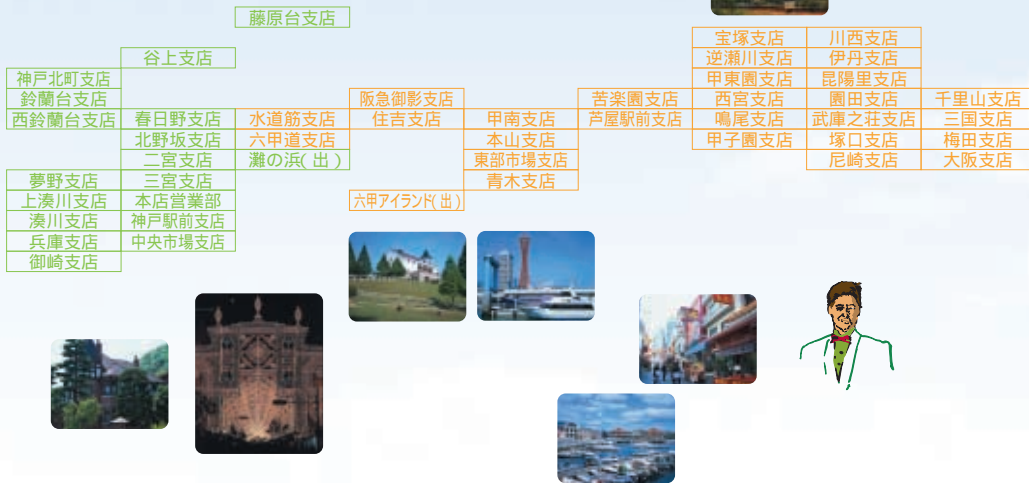 藤原台支店
宝塚支店 川西支店
谷上支店 逆瀬川支店 伊丹支店
神戸北町支店 甲東園支店 昆陽里支店
鈴蘭台支店 阪急御影支店 苦楽園支店 西宮支店 園田支店 千里山支店
西鈴蘭台支店 春日野支店 水道筋支店 住吉支店 甲南支店 芦屋駅前支店 鳴尾支店 武庫之荘支店 三国支店
北野坂支店 六甲道支店 本山支店 甲子園支店 塚口支店 梅田支店
二宮支店 灘の浜(出) 東部市場支店 尼崎支店 大阪支店
夢野支店 三宮支店 青木支店
上湊川支店 本店営業部 六甲アイランド(出)
湊川支店 神戸駅前支店
兵庫支店 中央市場支店
御崎支店